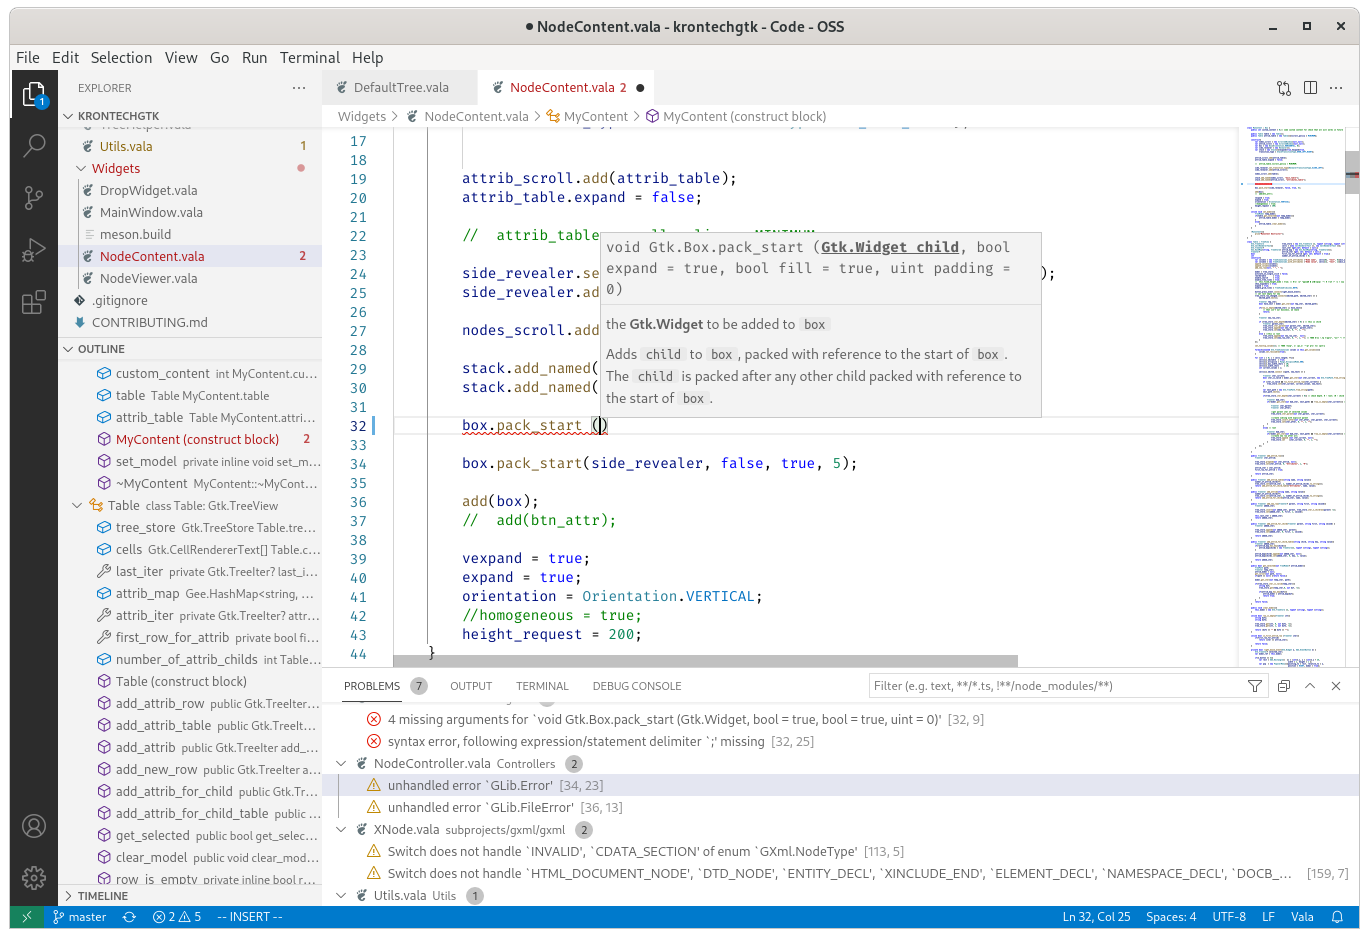 NodeContent.vala - krontechgtk - Code - OSS
File Edit Selection View Go Run Terminal Help
EXPLORER
KRONTECHGTK
TreeHelper.vala
Utils.vala 1
Widgets
DropWidget.vala
MainWindow.vala
meson.build
NodeContent.vala 2
NodeViewer.vala
.gitignore
CONTRIBUTING.md
OUTLINE
custom_content int MyContent.cu...
table Table MyContent.table
attrib_table Table MyContent.attri...
MyContent (construct block) 2
set_model private inline void set_m...
~MyContent MyContent::~MyCont...
Table class Table: Gtk.TreeView
tree_store Gtk.TreeStore Table.tre...
cells Gtk.CellRendererText[] Table.c...
last_iter private Gtk.TreeIter? last_i...
attrib_map Gee.HashMap<string, ...
attrib_iter private Gtk.TreeIter? attr...
first_row_for_attrib private bool fi...
number_of_attrib_childs int Table...
Table (construct block)
add_attrib_row public Gtk.TreeIter...
add_attrib_table public Gtk.TreeIt...
add_attrib public Gtk.TreeIter add_...
add_new_row public Gtk.TreeIter a...
add_attrib_for_child public Gtk.Tr...
add_attrib_for_child_table public ...
get_selected public bool get_selec...
clear_model public void clear_mod...
row_is_empty private inline bool r...
TIMELINE
DefaultTree.vala NodeContent.vala 2
Widgets > NodeContent.vala > MyContent > MyContent (construct block)
17
18
19 attrib_scroll.add(attrib_table);
20 attrib_table.expand = false;
21
22 // attrib_table
23
24 side_revealer.se );
25 side_revealer.ad
26
27 nodes_scroll.add
28
29 stack.add_named(
30 stack.add_named(
31
32 box.pack_start ()
33
34 box.pack_start(side_revealer, false, true, 5);
35
36 add(box);
37 // add(btn_attr);
38
39 vexpand = true;
40 expand = true;
41 orientation = Orientation.VERTICAL;
42 //homogeneous = true;
43 height_request = 200;
44 }
void Gtk.Box.pack_start (Gtk.Widget child, bool
expand = true, bool fill = true, uint padding =
0)
the Gtk.Widget to be added to box
Adds child to box, packed with reference to the start of box.
The child is packed after any other child packed with reference to
the start of box.
PROBLEMS 7 OUTPUT TERMINAL DEBUG CONSOLE Filter (e.g. text, **/*.ts, !**/node_modules/**)
4 missing arguments for `void Gtk.Box.pack_start (Gtk.Widget, bool = true, bool = true, uint = 0)' [32, 9]
syntax error, following expression/statement delimiter `;' missing [32, 25]
NodeController.vala Controllers 2
unhandled error `GLib.Error' [34, 23]
unhandled error `GLib.FileError' [36, 13]
XNode.vala subprojects/gxml/gxml 2
Switch does not handle `INVALID', `CDATA_SECTION' of enum `GXml.NodeType' [113, 5]
Switch does not handle `HTML_DOCUMENT_NODE', `DTD_NODE', `ENTITY_DECL', `XINCLUDE_END', `ELEMENT_DECL', `NAMESPACE_DECL', `DOCB_... [159, 7]
Utils.vala Utils 1
master 2 5 -- INSERT -- Ln 32, Col 25 Spaces: 4 UTF-8 LF Vala